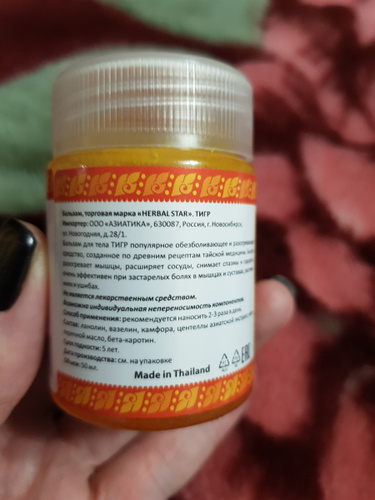 Бальзам, торговая марка «HERBAL STAR». ТИГР
Импортер: ООО «АЗИАТИКА», 630087, Россия, г. Новосибирск,
ул. Новогодняя, д.28/1.
Бальзам для тела ТИГР популярное обезболивающее и
средство, созданное по древним рецептам тайской медицины.
разогревает мышцы, расширяет сосуды, снимает спазмы и
очень эффективен при застарелых болях в мышцах и суставах,
и ушибах.
Не является лекарственным средством.
Возможна индивидуальная непереносимость компонентов.
Способ применения: рекомендуется наносить 2-3 раза в день
Состав: ланолин, вазелин, камфора, центеллы азиатской
масло, бета-каротин.
Срок годности: 5 лет.
Дата производства: см. на упаковке
Объем: 50 мл.
Made in Thailand
EAC